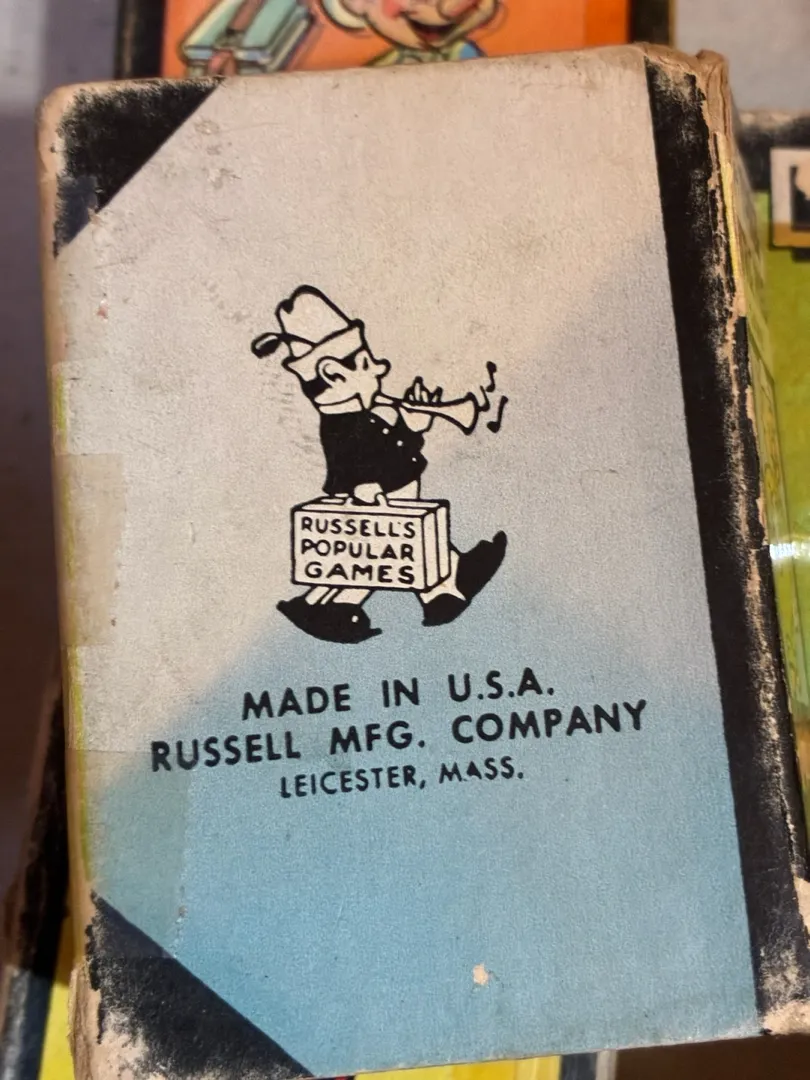 RUSSELL'S
POPULAR
GAMES
MADE IN U.S.A.
RUSSELL MFG. COMPANY
LEICESTER, MASS.